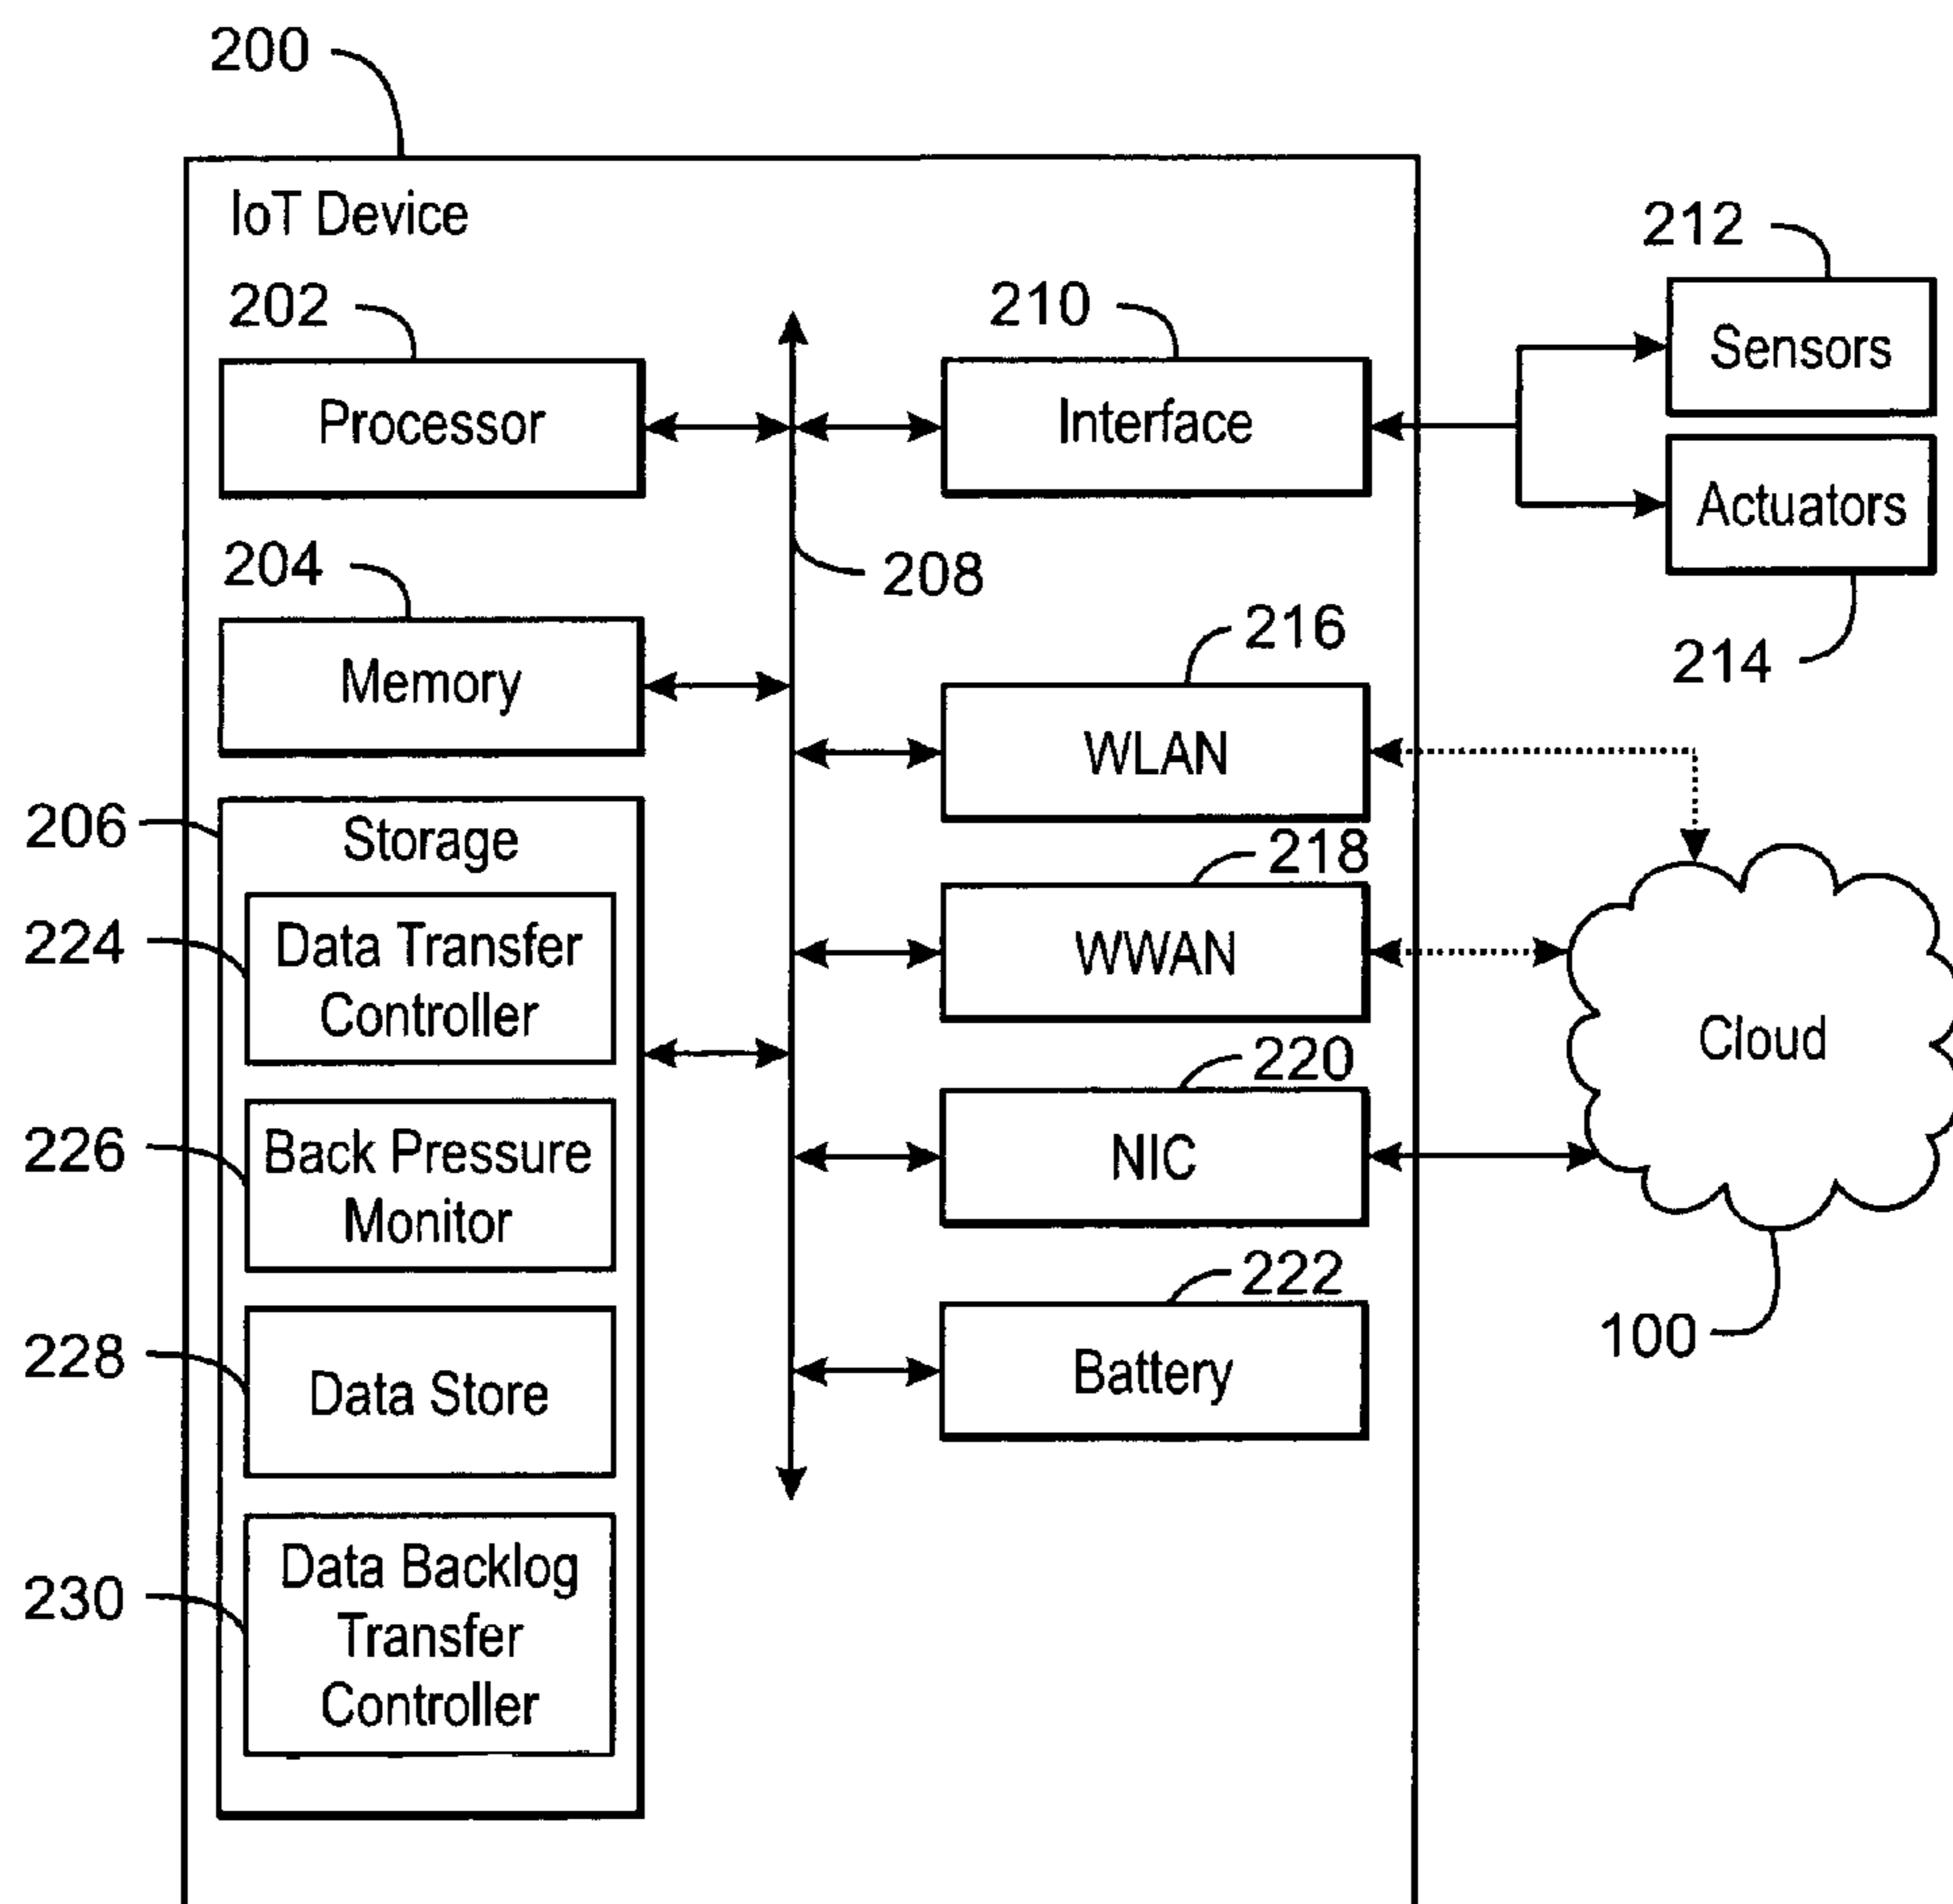 200
IoT Device
212
202
210
Sensors
Processor
Interface
Actuators
204
208
216
214
Memory
WLAN
206
Storage
218
224
Data Transfer
Controller
WWAN
Cloud
220
226
Back Pressure
Monitor
NIC
222
100
228
Data Store
Battery
230
Data Backlog
Transfer
Controller